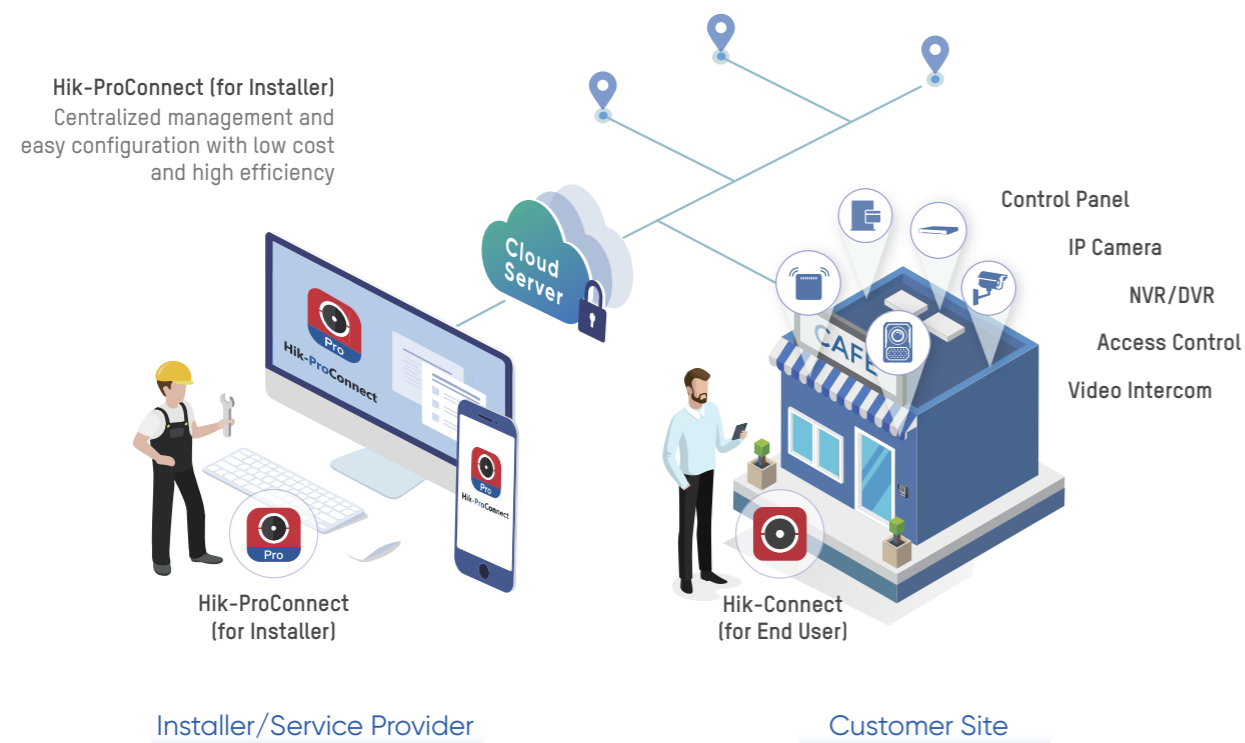 Hik-ProConnect (for Installer)
Centralized management and
easy configuration with low cost
and high efficiency
Cloud
Server
Control Panel
IP Camera
NVR/DVR
Access Control
Video Intercom
Pro
Hik-ProConnect
Pro
Hik-ProConnect
CAFE
Pro
Hik-ProConnect
(for Installer)
Hik-Connect
(for End User)
Installer/Service Provider
Customer Site